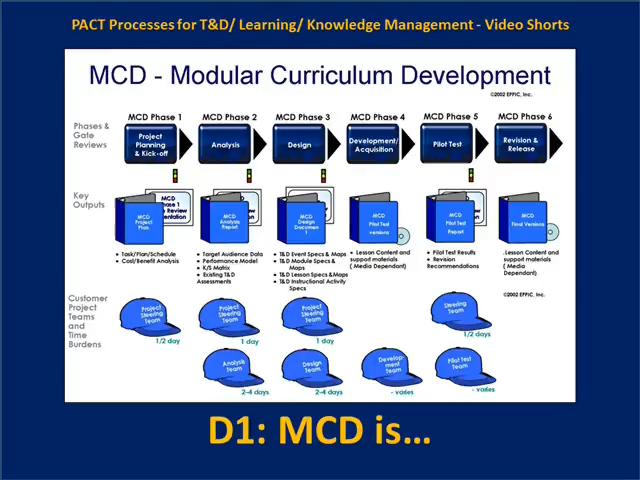 PACT Processes for T&D/ Learning/ Knowledge Management - Video Shorts
MCD - Modular Curriculum Development
©2002 EPPIC, Inc.
Phases &
Gate
Reviews
MCD Phase 1
Project
Planning
& Kick-off
MCD Phase 2
Analysis
MCD Phase 3
Design
MCD Phase 4
Development/
Acquisition
MCD Phase 5
Pilot Test
MCD Phase 6
Revision &
Release
Key
Outputs
MCD
Project
Plan
MCD
Phase 1
MCD
Analysis
Report
MCD
Design
Documen
t
MCD
Pilot Test
versions
MCD
Pilot Test
Report
MCD
Final Versions
• Task/Plan/Schedule
• Cost/Benefit Analysis
• Target Audience Data
• Performance Model
• K/S Matrix
• Existing T&D
Assessments
• T&D Event Specs & Maps
• T&D Module Specs &
Maps
• T&D Lesson Specs &Maps
• T&D Instructional Activity
Specs
• Lesson Content and
support materials
( Media Dependant)
• Pilot Test Results
• Revision
Recommendations
.Lesson Content and
support materials
( Media
Dependant)
©2002 EPPIC, Inc.
Customer
Project
Teams
and
Time
Burdens
Project
Steering
Team
1/2 day
Project
Steering
Team
1 day
Project
Steering
Team
1 day
Steering
Team
1/2 days
Analysis
Team
2–4 days
Design
Team
2–4 days
Develop-
ment
Team
- varies
Pilot Test
Team
- varies
D1: MCD is…